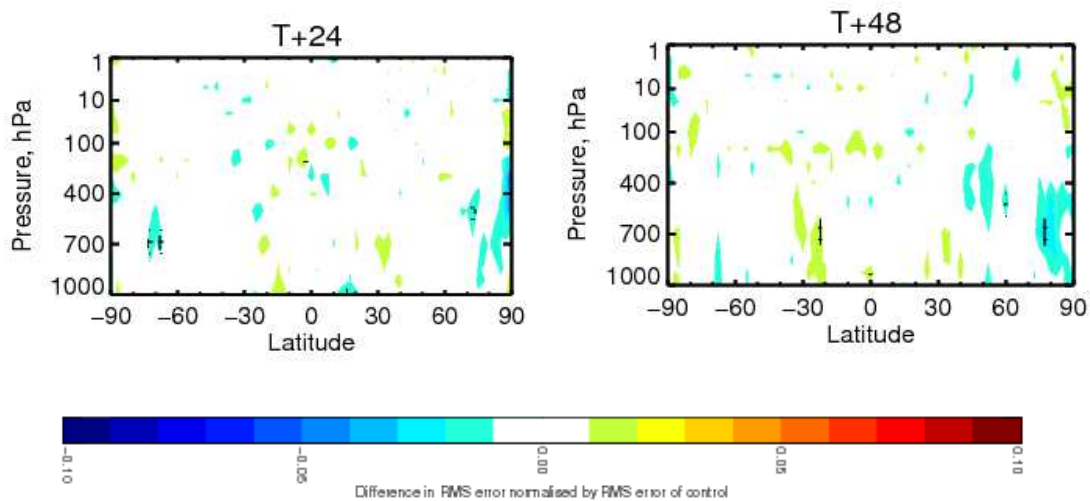 T+24
Pressure, hPa
1
10
100
200
400
700
1000
−90 −60 −30 0 30 60 90
Latitude
T+48
Pressure, hPa
1
10
100
200
400
700
1000
−90 −60 −30 0 30 60 90
Latitude
−0.10 −0.05 0.00 0.05 0.10
Difference in RMS error normalised by RMS error of control